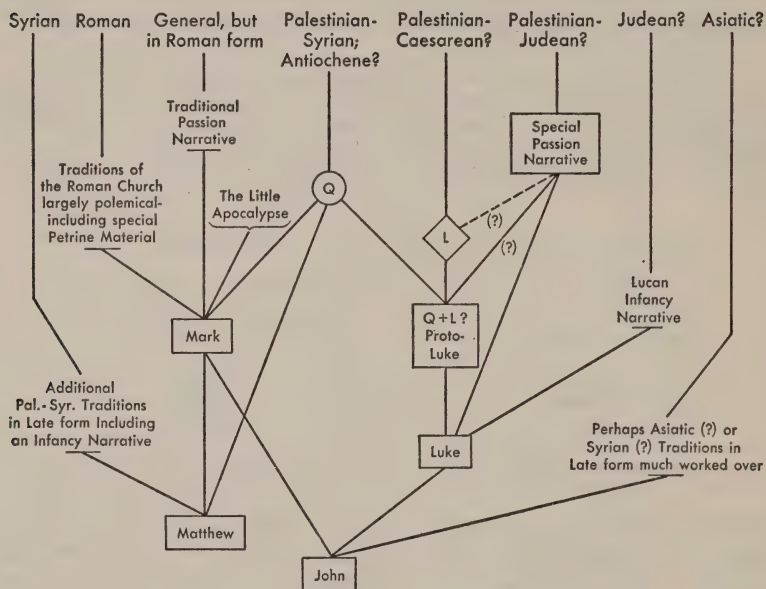 Syrian
Roman
General, but
in Roman form
Palestinian-
Syrian;
Antiochene?
Palestinian-
Caesarean?
Palestinian-
Judean?
Judean?
Asiatic?
Traditional
Passion
Narrative
Special
Passion
Narrative
Traditions of
the Roman Church
largely polemical-
including special
Petrine Material
The Little
Apocalypse
Q
L
(?)
(?)
Lucan
Infancy
Narrative
Mark
Q+L?
Proto-
Luke
Additional
Pal.-Syr. Traditions
in Late form Including
an Infancy Narrative
Luke
Perhaps Asiatic (?) or
Syrian (?) Traditions in
Late form much worked over
Matthew
John